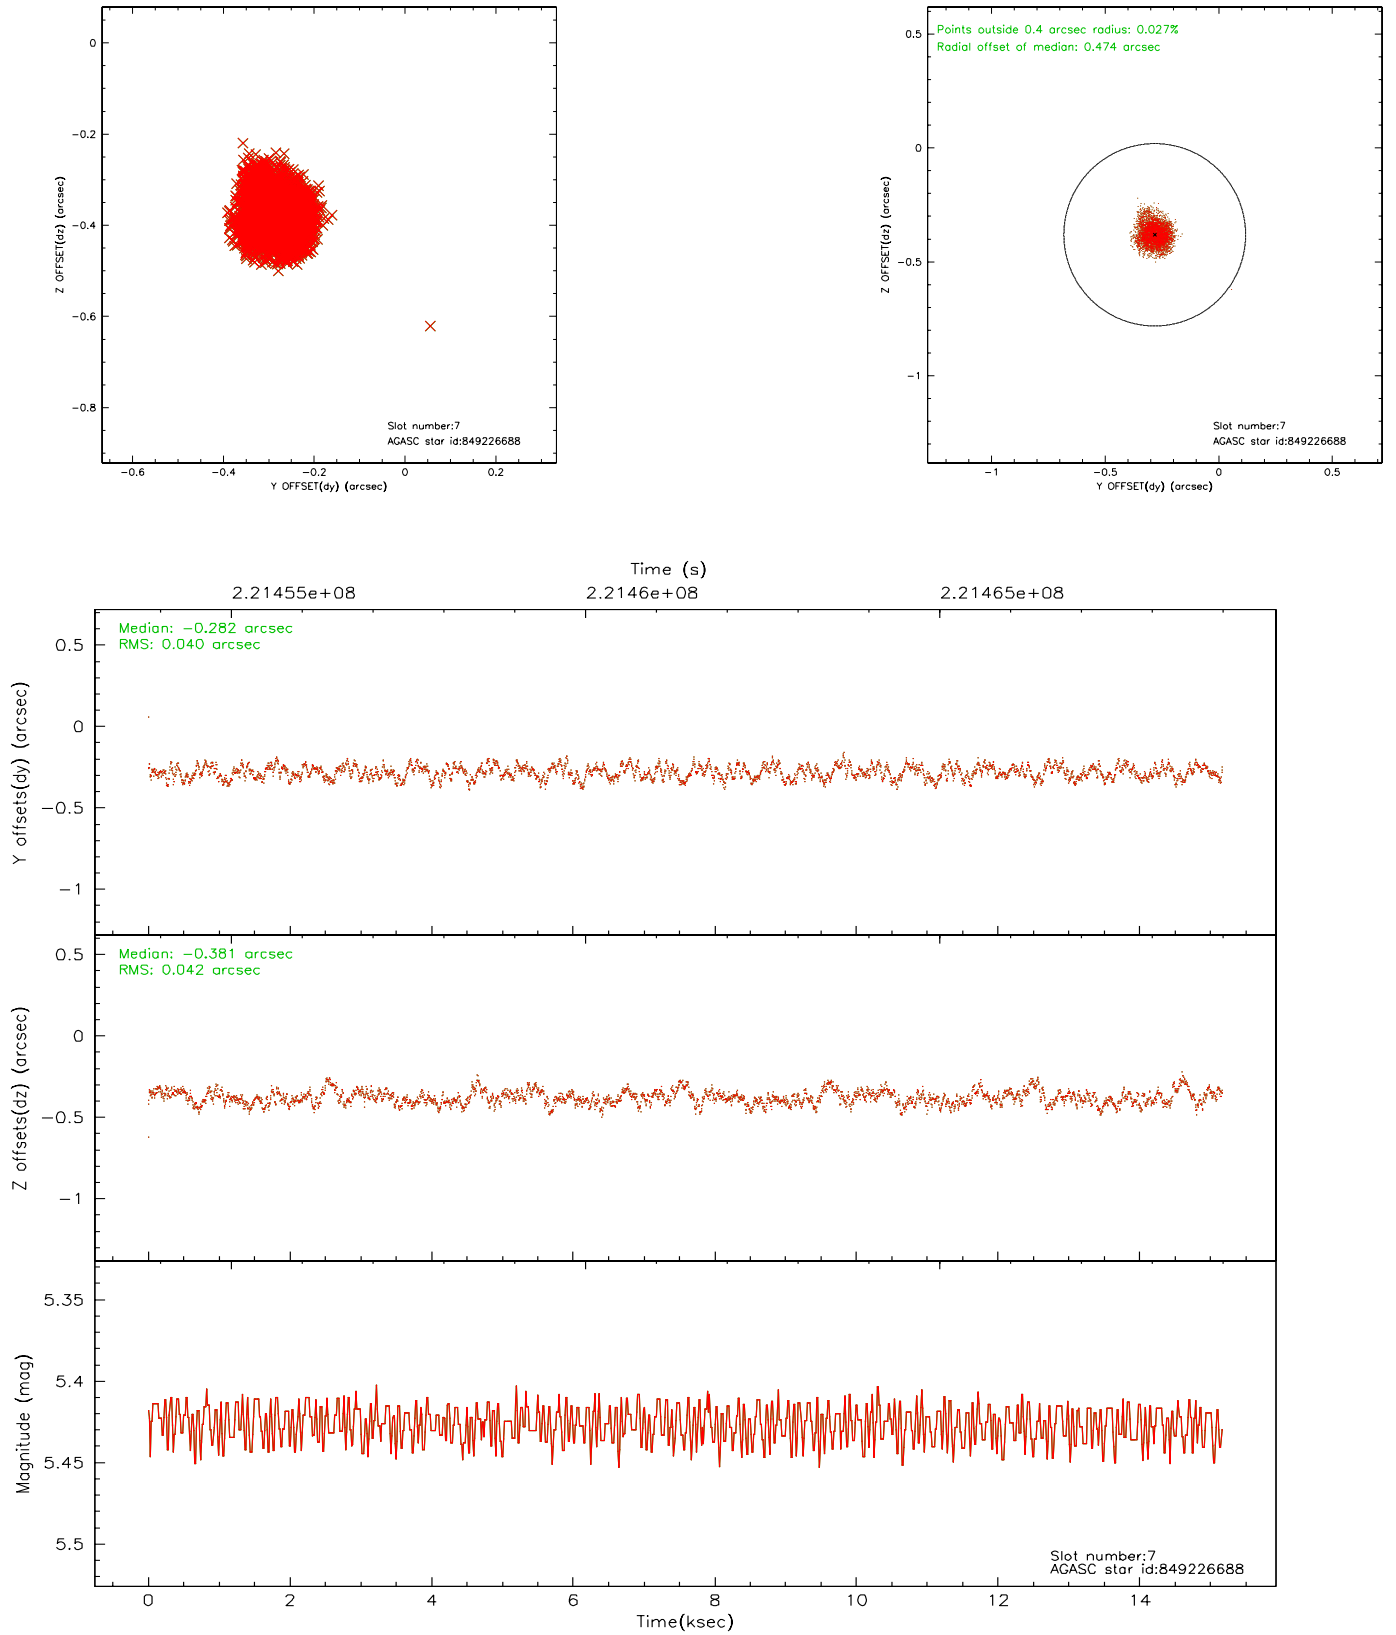 0
−0.2
−0.4
−0.6
−0.8
Z OFFSET(dz) (arcsec)
Slot number:7
AGASC star id:849226688
−0.6
−0.4
−0.2
0
0.2
Y OFFSET(dy) (arcsec)
Points outside 0.4 arcsec radius: 0.027%
Radial offset of median: 0.474 arcsec
0.5
0
−0.5
−1
Z OFFSET(dz) (arcsec)
Slot number:7
AGASC star id:849226688
−1
−0.5
0
0.5
Y OFFSET(dy) (arcsec)
Time (s)
2.21455e+08
2.2146e+08
2.21465e+08
Median: −0.282 arcsec
RMS: 0.040 arcsec
0.5
0
−0.5
−1
Y offsets(dy) (arcsec)
Median: −0.381 arcsec
RMS: 0.042 arcsec
0.5
0
−0.5
−1
Z offsets(dz) (arcsec)
5.35
5.4
5.45
5.5
Magnitude (mag)
Slot number:7
AGASC star id:849226688
0
2
4
6
8
10
12
14
Time(ksec)